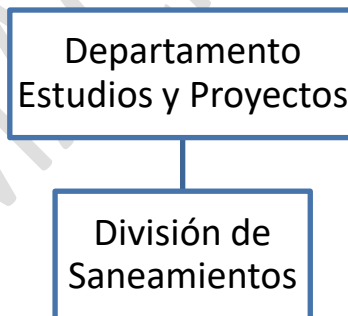 Departamento
Estudios y Proyectos
División de
Saneamientos